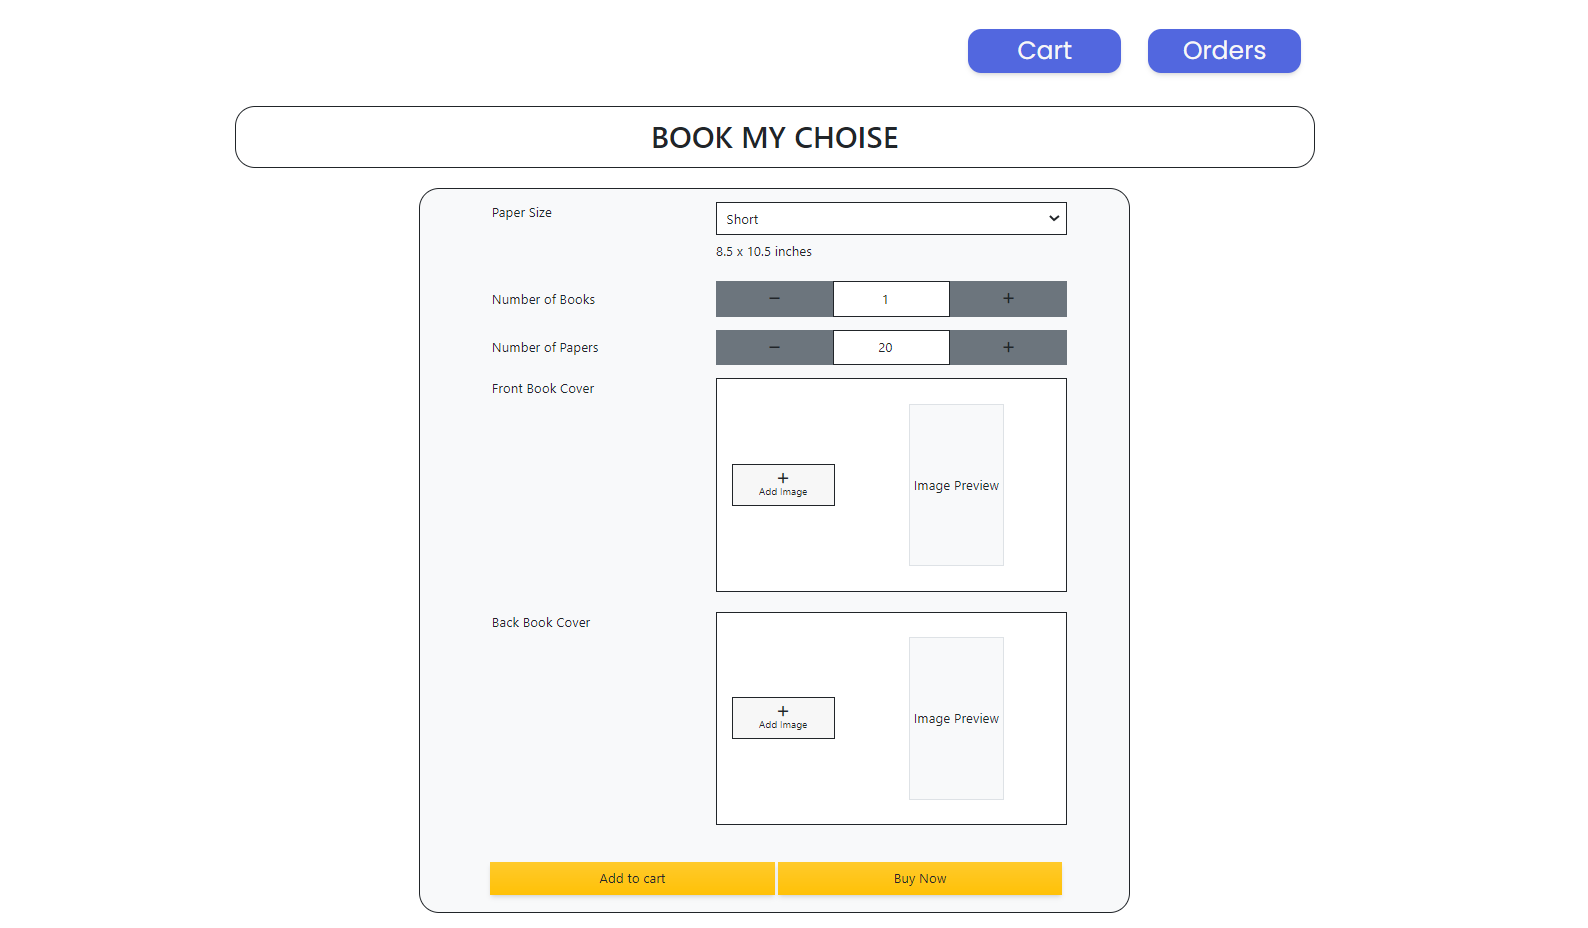 Cart
Orders
BOOK MY CHOISE
Paper Size
Short
8.5 x 10.5 inches
Number of Books
−
1
+
Number of Papers
−
20
+
Front Book Cover
+
Add Image
Image Preview
Back Book Cover
+
Add Image
Image Preview
Add to cart
Buy Now